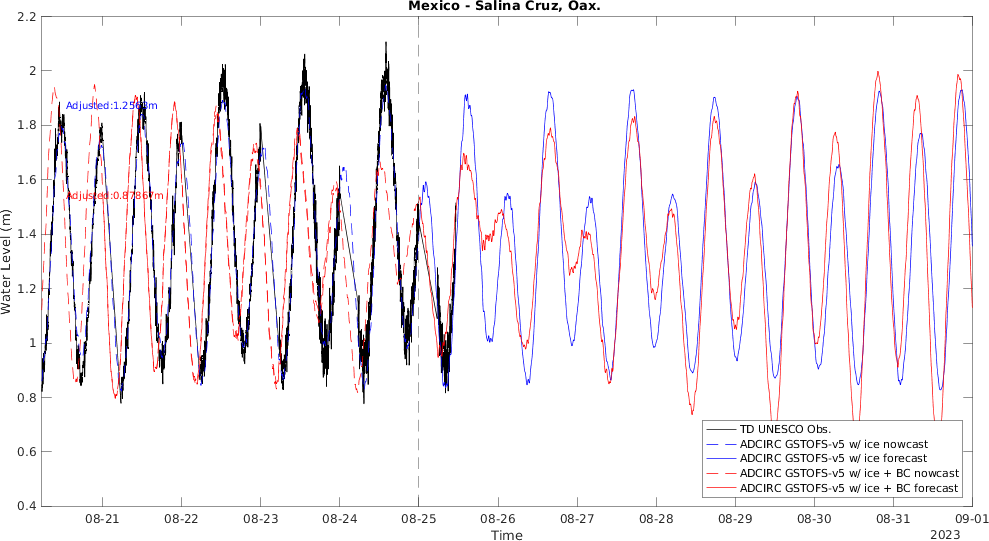 Mexico - Salina Cruz, Oax.
2.2
2
1.8
1.6
1.4
1.2
1
0.8
0.6
0.4
Water Level (m)
Adjusted:1.2568m
Adjusted:0.87867m
TD UNESCO Obs.
ADCIRC GSTOFS-v5 w/ ice nowcast
ADCIRC GSTOFS-v5 w/ ice forecast
ADCIRC GSTOFS-v5 w/ ice + BC nowcast
ADCIRC GSTOFS-v5 w/ ice + BC forecast
08-21 08-22 08-23 08-24 08-25 08-26 08-27 08-28 08-29 08-30 08-31 09-01
2023
Time